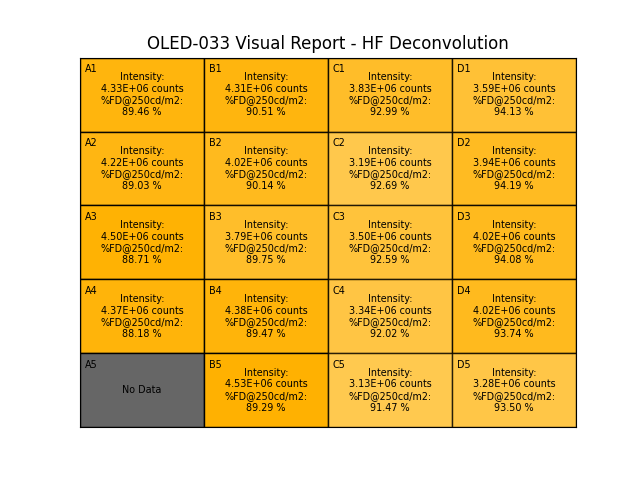 OLED-033 Visual Report - HF Deconvolution
A1
Intensity:
4.33E+06 counts
%FD@250cd/m2:
89.46 %
B1
Intensity:
4.31E+06 counts
%FD@250cd/m2:
90.51 %
C1
Intensity:
3.83E+06 counts
%FD@250cd/m2:
92.99 %
D1
Intensity:
3.59E+06 counts
%FD@250cd/m2:
94.13 %
A2
Intensity:
4.22E+06 counts
%FD@250cd/m2:
89.03 %
B2
Intensity:
4.02E+06 counts
%FD@250cd/m2:
90.14 %
C2
Intensity:
3.19E+06 counts
%FD@250cd/m2:
92.69 %
D2
Intensity:
3.94E+06 counts
%FD@250cd/m2:
94.19 %
A3
Intensity:
4.50E+06 counts
%FD@250cd/m2:
88.71 %
B3
Intensity:
3.79E+06 counts
%FD@250cd/m2:
89.75 %
C3
Intensity:
3.50E+06 counts
%FD@250cd/m2:
92.59 %
D3
Intensity:
4.02E+06 counts
%FD@250cd/m2:
94.08 %
A4
Intensity:
4.37E+06 counts
%FD@250cd/m2:
88.18 %
B4
Intensity:
4.38E+06 counts
%FD@250cd/m2:
89.47 %
C4
Intensity:
3.34E+06 counts
%FD@250cd/m2:
92.02 %
D4
Intensity:
4.02E+06 counts
%FD@250cd/m2:
93.74 %
A5
No Data
B5
Intensity:
4.53E+06 counts
%FD@250cd/m2:
89.29 %
C5
Intensity:
3.13E+06 counts
%FD@250cd/m2:
91.47 %
D5
Intensity:
3.28E+06 counts
%FD@250cd/m2:
93.50 %